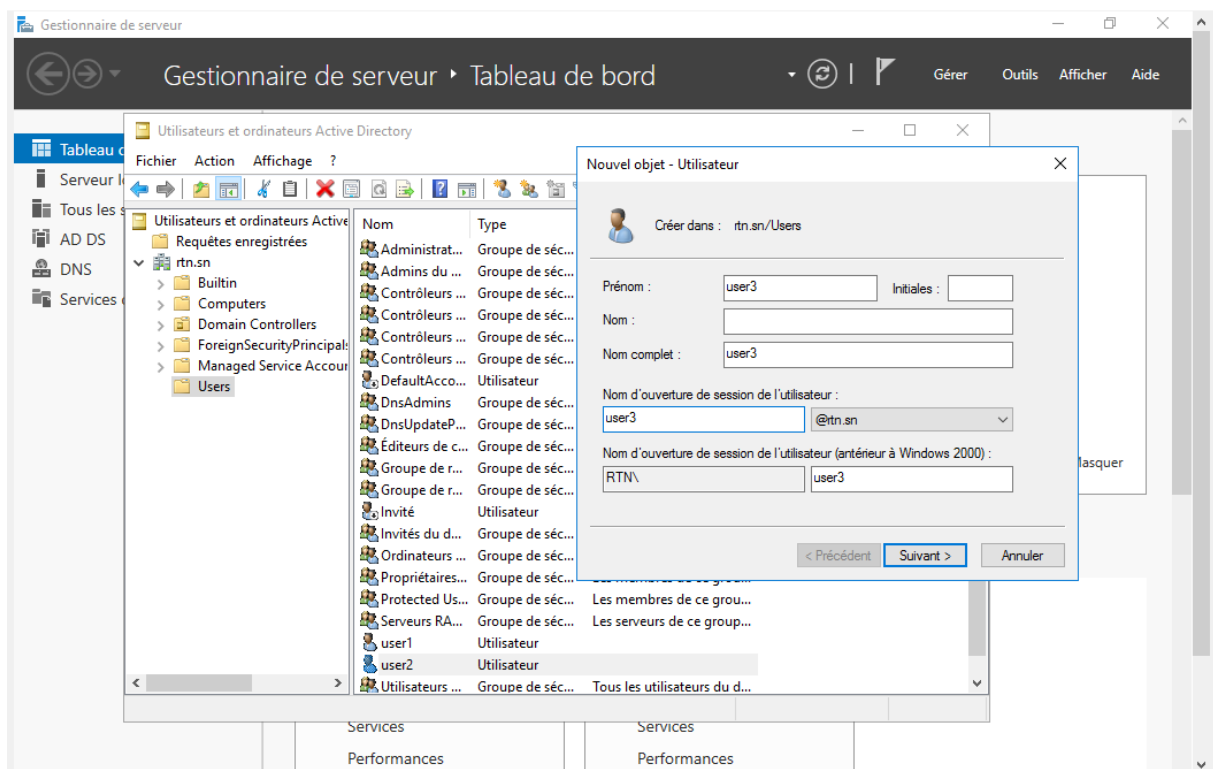 Gestionnaire de serveur
Gestionnaire de serveur • Tableau de bord
Gérer Outils Afficher Aide
Tableau
Serveur
Tous les
AD DS
DNS
Services
Utilisateurs et ordinateurs Active Directory
Fichier Action Affichage ?
Utilisateurs et ordinateurs Active
Requêtes enregistrées
rtn.sn
Builtin
Computers
Domain Controllers
ForeignSecurityPrincipal
Managed Service Accour
Users
Nom Type
Administrat... Groupe de séc...
Admins du ... Groupe de séc...
Contrôleurs ... Groupe de séc...
Contrôleurs ... Groupe de séc...
Contrôleurs ... Groupe de séc...
Contrôleurs ... Groupe de séc...
DefaultAcco... Utilisateur
DnsAdmins Groupe de séc...
DnsUpdateP... Groupe de séc...
Éditeurs de c... Groupe de séc...
Groupe de r... Groupe de séc...
Groupe de r... Groupe de séc...
Invité Utilisateur
Invités du d... Groupe de séc...
Ordinateurs ... Groupe de séc...
Propriétaires... Groupe de séc...
Protected Us... Groupe de séc... Les membres de ce grou...
Serveurs RA... Groupe de séc... Les serveurs de ce group...
user1 Utilisateur
user2 Utilisateur
Utilisateurs ... Groupe de séc... Tous les utilisateurs du d...
Nouvel objet - Utilisateur
Créer dans : rtn.sn/Users
Prénom : user3 Initiales :
Nom :
Nom complet : user3
Nom d'ouverture de session de l'utilisateur :
user3 @rtn.sn
Nom d'ouverture de session de l'utilisateur (antérieur à Windows 2000) :
RTN\ user3
< Précédent Suivant > Annuler
Masquer
Services Services
Performances Performances